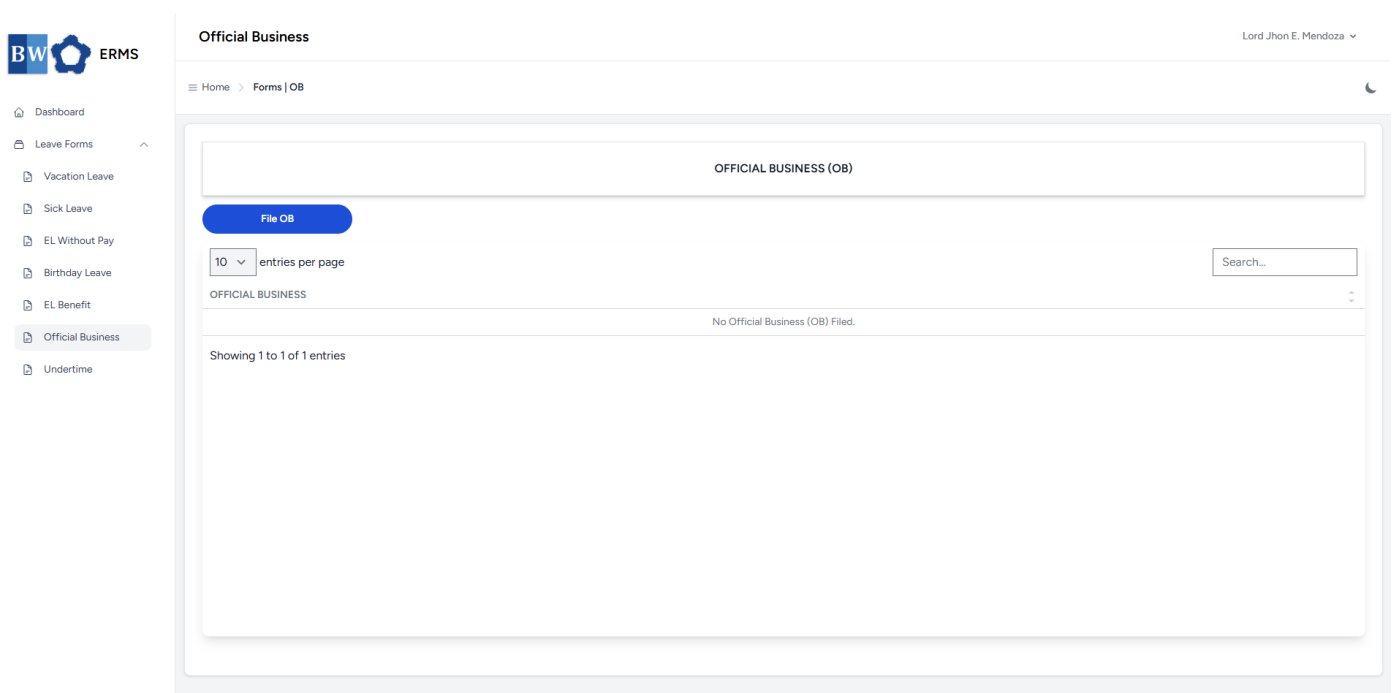 BW ERMS
Official Business
Lord Jhon E. Mendoza
Home > Forms | OB
Dashboard
Leave Forms
Vacation Leave
Sick Leave
EL Without Pay
Birthday Leave
EL Benefit
Official Business
Undertime
OFFICIAL BUSINESS (OB)
File OB
10 entries per page
Search...
OFFICIAL BUSINESS
No Official Business (OB) Filed.
Showing 1 to 1 of 1 entries